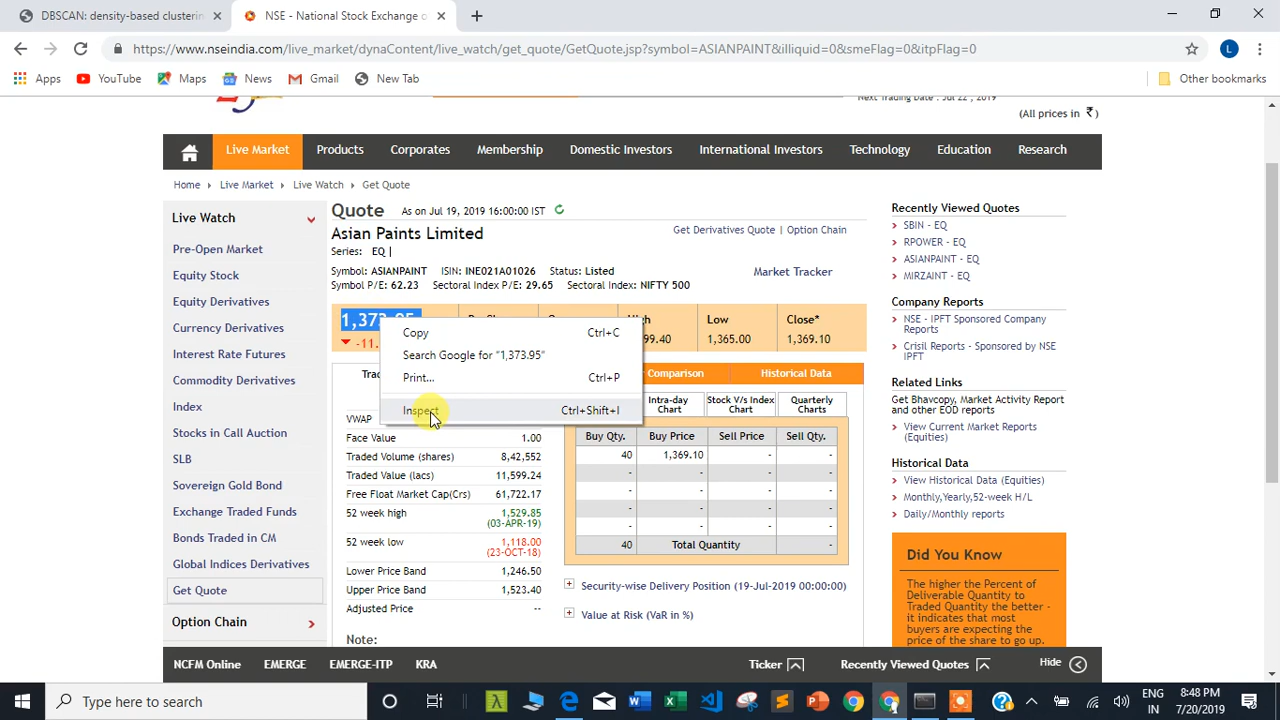 DBSCAN: density-based clusterin
NSE - National Stock Exchange o
https://www.nseindia.com/live_market/dynaContent/live_watch/get_quote/GetQuote.jsp?symbol=ASIANPAINT&illiquid=0&smeFlag=0&itpFlag=0
L
Apps YouTube Maps News Gmail New Tab Other bookmarks
Next Trading Date : Jul 22 , 2019
(All prices in ₹)
Live Market Products Corporates Membership Domestic Investors International Investors Technology Education Research
Home Live Market Live Watch Get Quote
Live Watch
Pre-Open Market
Equity Stock
Equity Derivatives
Currency Derivatives
Interest Rate Futures
Commodity Derivatives
Index
Stocks in Call Auction
SLB
Sovereign Gold Bond
Exchange Traded Funds
Bonds Traded in CM
Global Indices Derivatives
Get Quote
Option Chain
Quote As on Jul 19, 2019 16:00:00 IST
Asian Paints Limited
Get Derivatives Quote | Option Chain
Series: EQ |
Symbol: ASIANPAINT ISIN: INE021A01026 Status: Listed
Market Tracker
Symbol P/E: 62.23 Sectoral Index P/E: 29.65 Sectoral Index: NIFTY 500
1,373.95
-11.
Low Close*
1,365.00 1,369.10
Copy Ctrl+C
Search Google for "1,373.95"
Print... Ctrl+P
Inspect Ctrl+Shift+I
Comparison Historical Data
Intra-day Chart
Stock V/s Index Chart
Quarterly Charts
VWAP
Face Value 1.00
Traded Volume (shares) 8,42,552
Traded Value (lacs) 11,599.24
Free Float Market Cap(Crs) 61,722.17
52 week high 1,529.85
(03-APR-19)
52 week low 1,118.00
(23-OCT-18)
Lower Price Band 1,246.50
Upper Price Band 1,523.40
Adjusted Price --
Note:
Buy Qty. Buy Price Sell Price Sell Qty.
40 1,369.10 - -
- - - -
- - - -
- - - -
- - - -
40 Total Quantity -
Security-wise Delivery Position (19-Jul-2019 00:00:00)
Value at Risk (VaR in %)
Recently Viewed Quotes
SBIN - EQ
RPOWER - EQ
ASIANPAINT - EQ
MIRZAINT - EQ
Company Reports
NSE - IPFT Sponsored Company
Reports
Crisil Reports - Sponsored by NSE
IPFT
Related Links
Get Bhavcopy, Market Activity Report
and other EOD reports
View Current Market Reports
(Equities)
Historical Data
View Historical Data (Equities)
Monthly,Yearly,52-week H/L
Daily/Monthly reports
Did You Know
The higher the Percent of
Deliverable Quantity to
Traded Quantity the better -
it indicates that most
buyers are expecting the
price of the share to go up.
NCFM Online EMERGE EMERGE-ITP KRA Ticker Recently Viewed Quotes Hide
Type here to search
ENG
IN
8:48 PM
7/20/2019